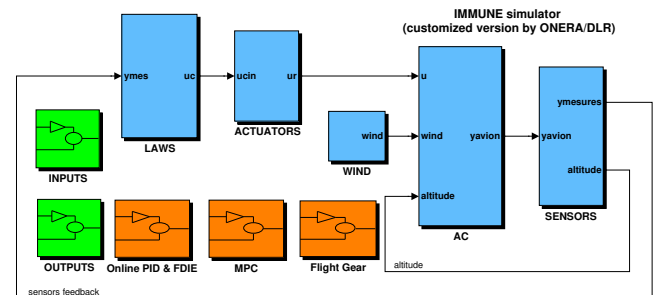 IMMUNE simulator
(customized version by ONERA/DLR)
ymes
uc
LAWS
ucin
ur
ACTUATORS
u
wind
yavion
altitude
AC
wind
WIND
yavion
ymesures
altitude
SENSORS
INPUTS
OUTPUTS
Online PID & FDIE
MPC
Flight Gear
altitude
sensors feedback